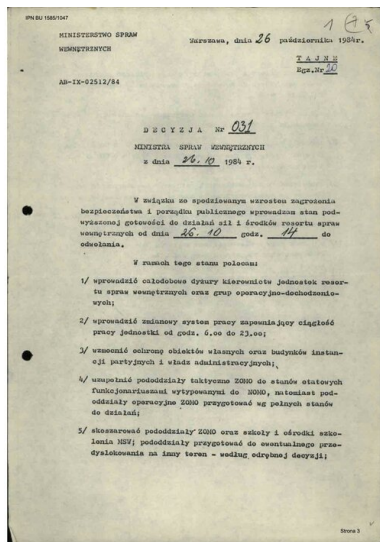 IPN BU 1585/1047
MINISTERSTWO SPRAW
WEWNĘTRZNYCH
Warszawa, dnia 26 października 1984r.
TAJNE
Egz.Nr 20
AB-IX-02512/84
DECYZJA Nr 031
MINISTRA SPRAW WEWNĘTRZNYCH
z dnia 26.10 1984 r.
W związku ze spodziewanym wzrostem zagrożenia
bezpieczeństwa i porządku publicznego wprowadzam stan pod-
wyższonej gotowości do działań sił i środków resortu spraw
wewnętrznych od dnia 26.10 godz. 14 do
odwołania.
W ramach tego stanu polecam:
1/ wprowadzić całodobowe dyżury kierownictw jednostek resor-
tu spraw wewnętrznych oraz grup operacyjno-dochodzenio-
wych;
2/ wprowadzić zmianowy system pracy zapewniający ciągłość
pracy jednostki od godz. 6.00 do 23.00;
3/ wzmocnić ochronę obiektów własnych oraz budynków instan-
cji partyjnych i władz administracyjnych;
4/ uzupełnić pododdziały taktyczne ZOMO do stanów etatowych
funkcjonariuszami wytypowanymi do NOMO, natomiast pod-
oddziały operacyjne ZOMO przygotować wg pełnych stanów
do działań;
5/ skoszarować pododdziały ZOMO oraz szkoły i ośrodki szko-
lenia MSW; pododdziały przygotować do ewentualnego prze-
dyslokowania na inny teren - według odrębnej decyzji;
Strona 3